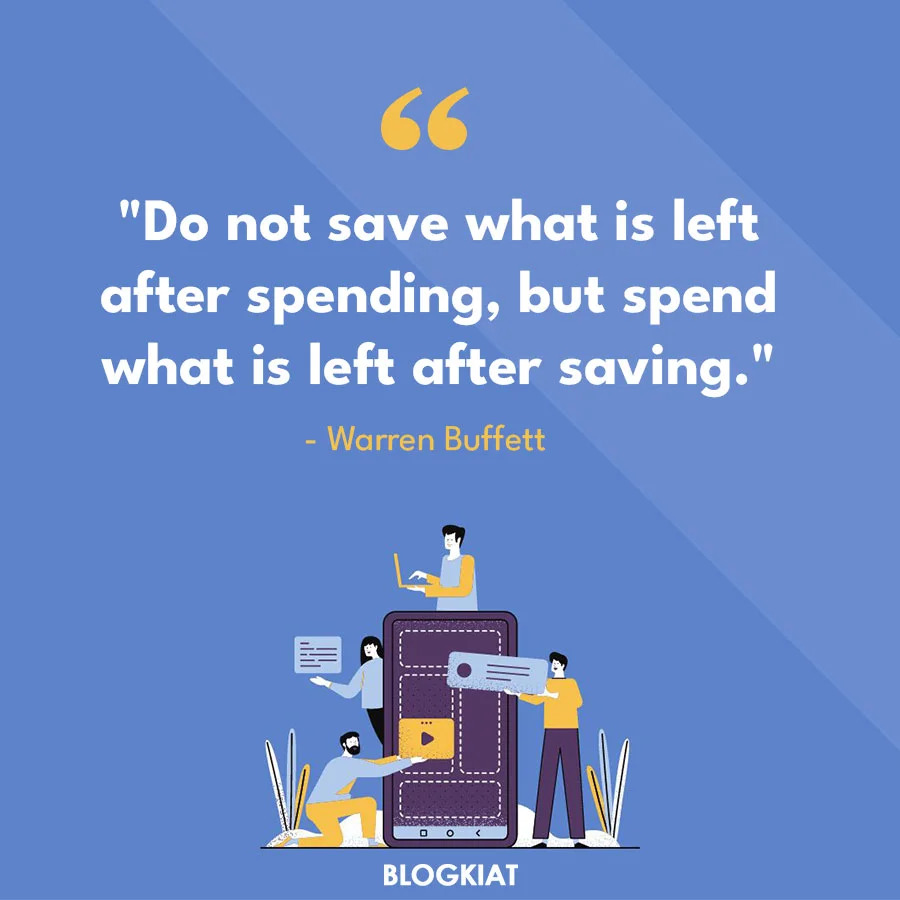 "Do not save what is left
after spending, but spend
what is left after saving."
- Warren Buffett
BLOGKIAT